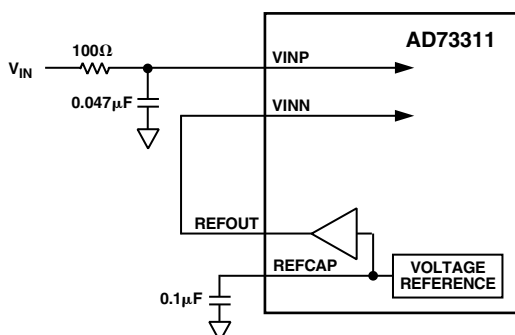 AD73311
100Ω
VIN
VINP
0.047μF
VINN
REFOUT
REFCAP
VOLTAGE
REFERENCE
0.1μF